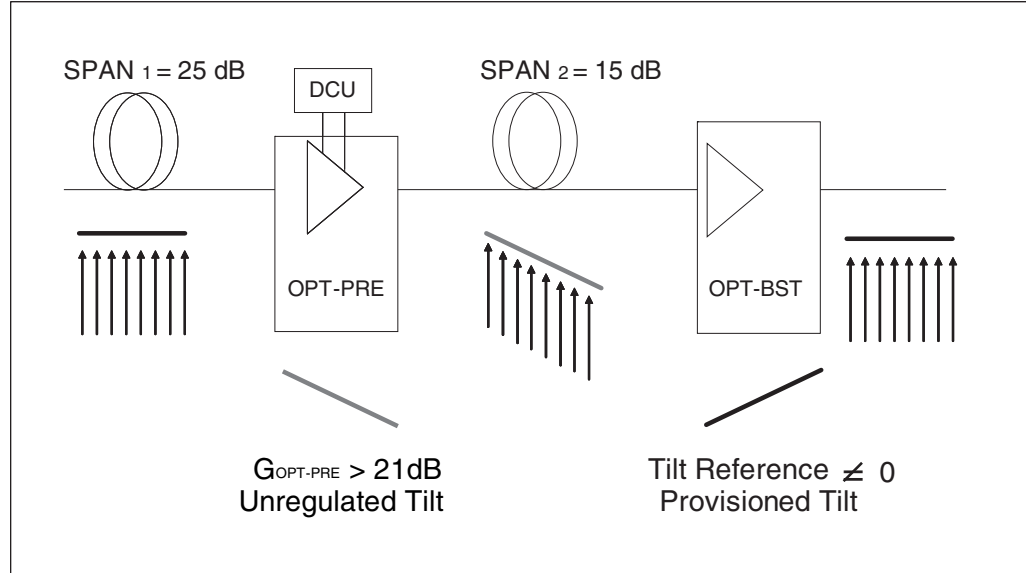 SPAN 1 = 25 dB
DCU
SPAN 2 = 15 dB
OPT-PRE
OPT-BST
GOPT-PRE > 21dB
Unregulated Tilt
Tilt Reference ≠ 0
Provisioned Tilt